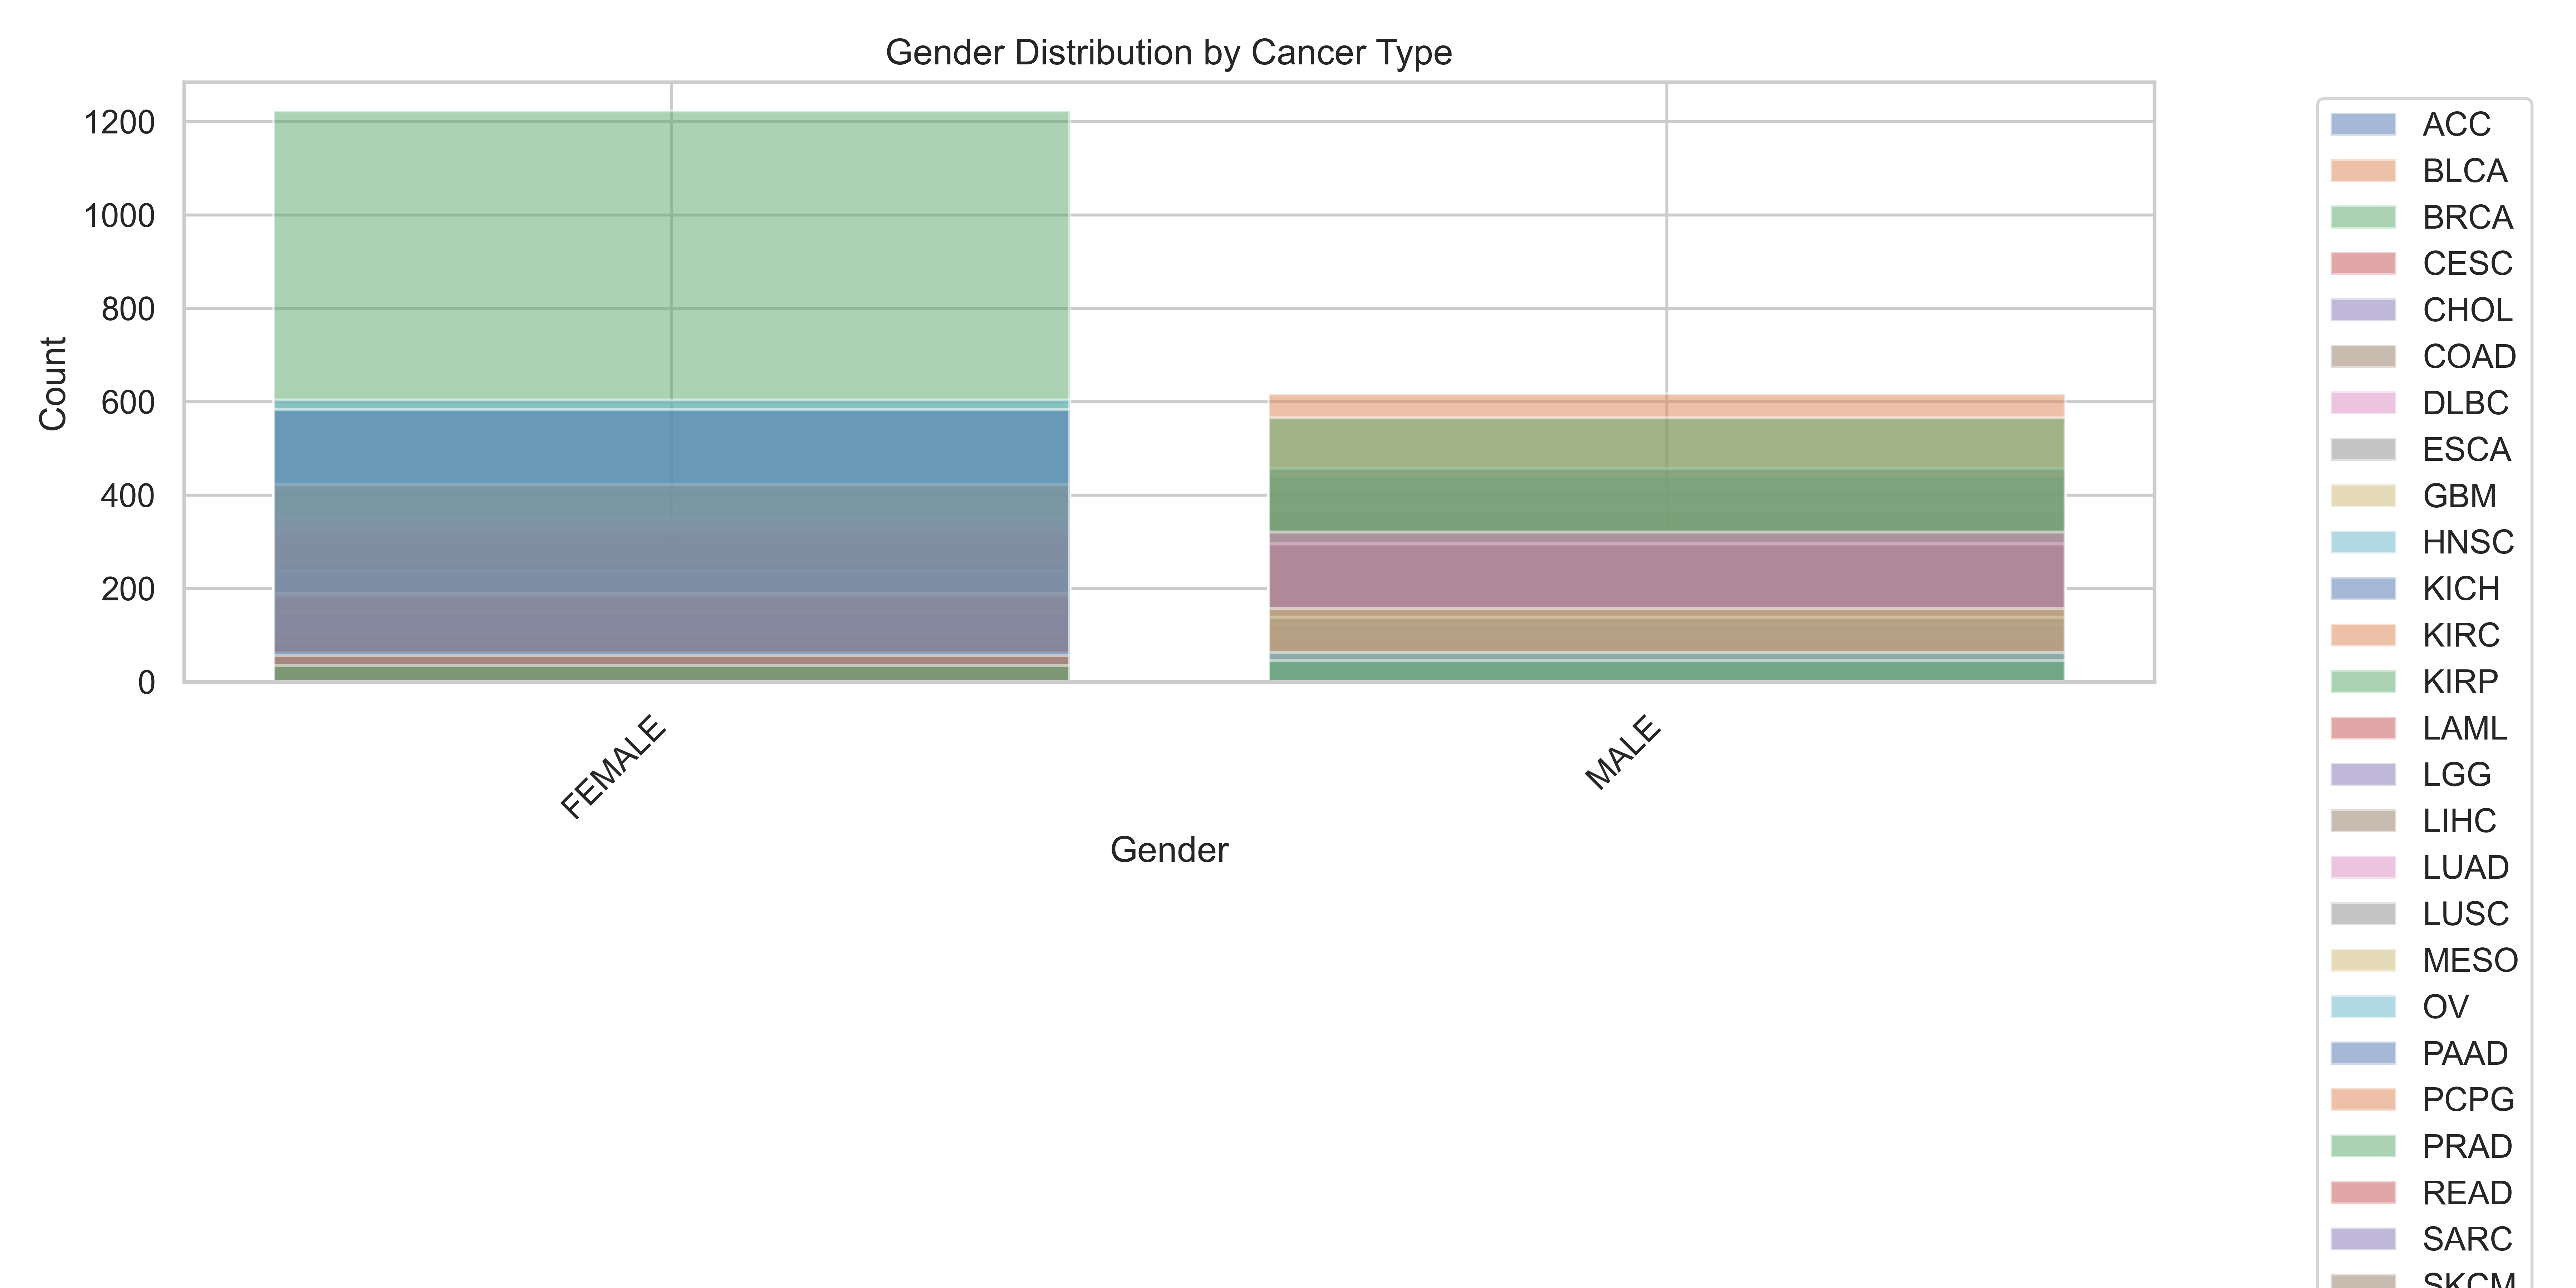 Gender Distribution by Cancer Type
1200
1000
800
600
400
200
0
Count
FEMALE
MALE
Gender
ACC
BLCA
BRCA
CESC
CHOL
COAD
DLBC
ESCA
GBM
HNSC
KICH
KIRC
KIRP
LAML
LGG
LIHC
LUAD
LUSC
MESO
OV
PAAD
PCPG
PRAD
READ
SARC
SKCM